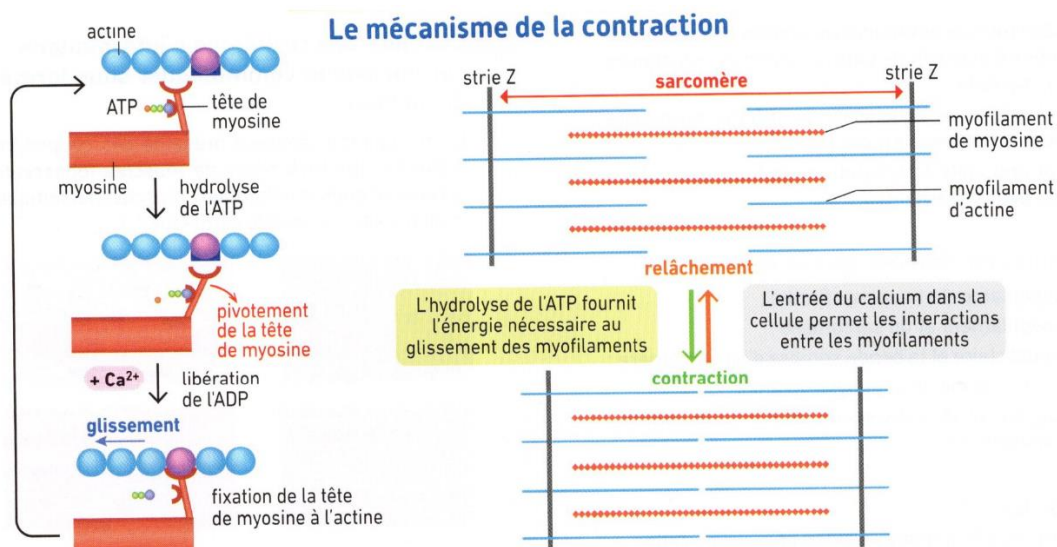 Le mécanisme de la contraction
actine
ATP
tête de
myosine
myosine
hydrolyse
de l'ATP
pivotement
de la tête
de myosine
+ Ca²⁺
libération
de l'ADP
glissement
fixation de la tête
de myosine à l'actine
strie Z
sarcomère
strie Z
myofilament
de myosine
myofilament
d'actine
relâchement
L'hydrolyse de l'ATP fournit
l'énergie nécessaire au
glissement des myofilaments
L'entrée du calcium dans la
cellule permet les interactions
entre les myofilaments
contraction